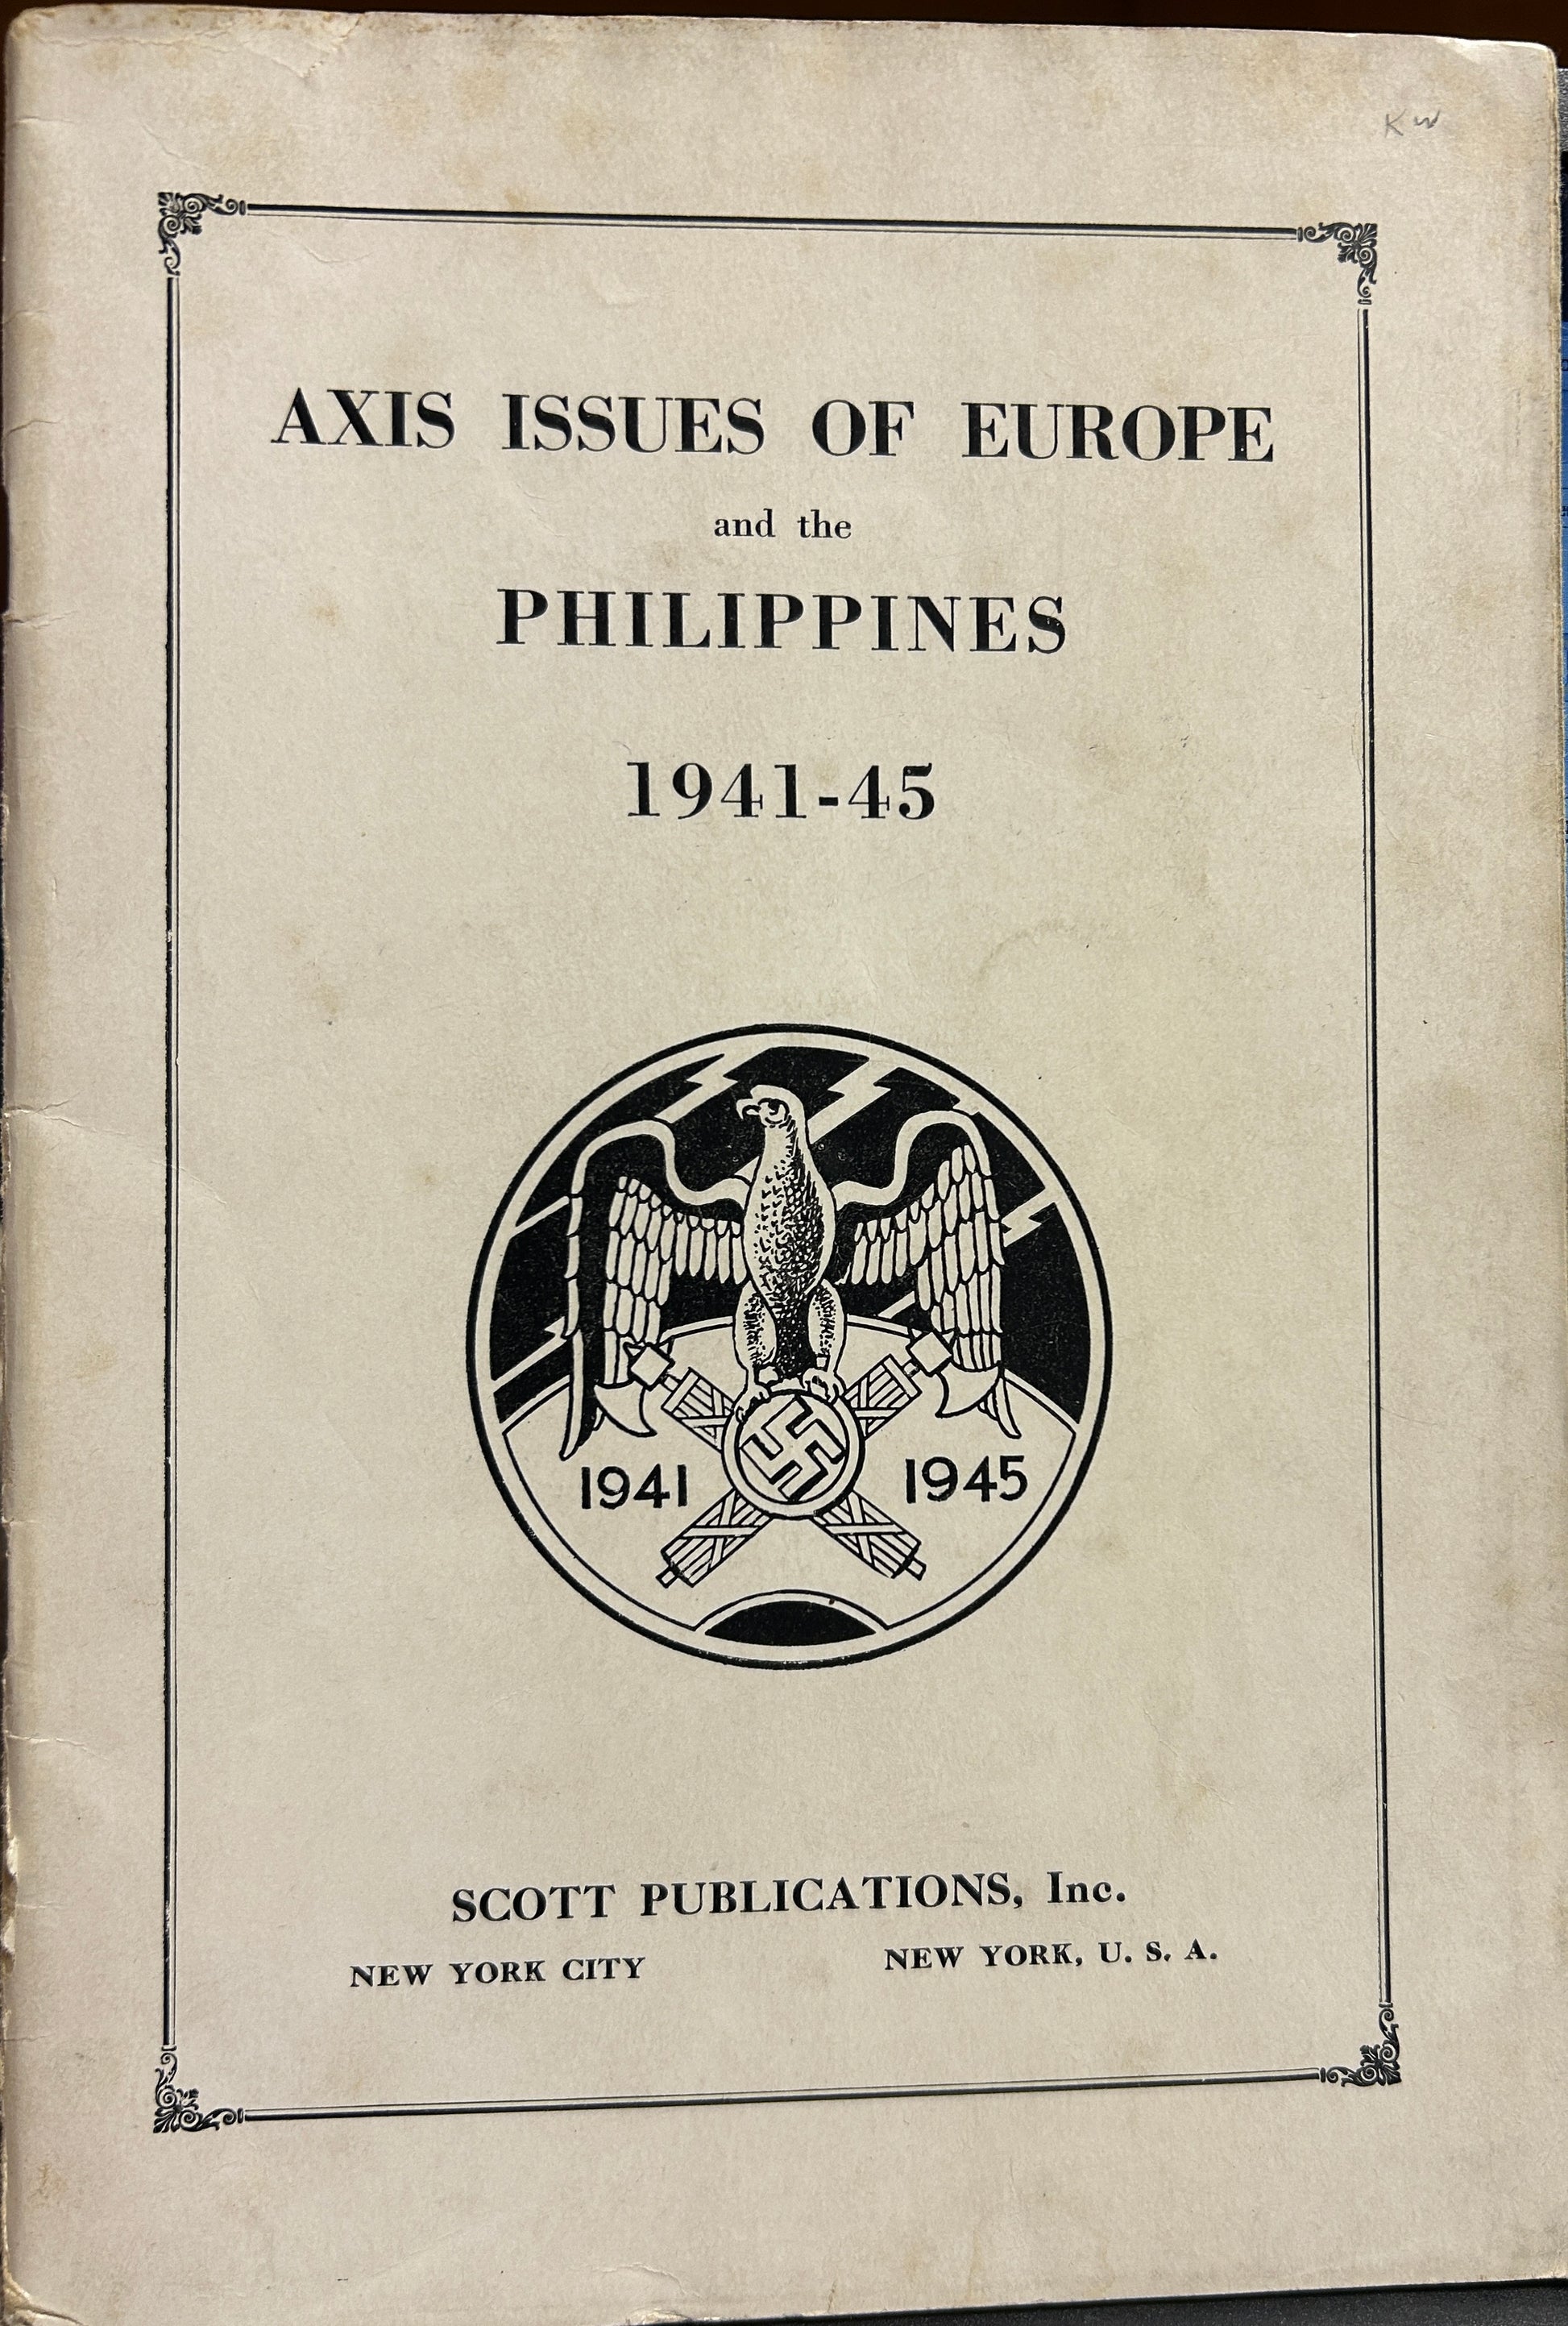 KW
AXIS ISSUES OF EUROPE
and the
PHILIPPINES
1941-45
1941 1945
SCOTT PUBLICATIONS, Inc.
NEW YORK CITY NEW YORK, U. S. A.